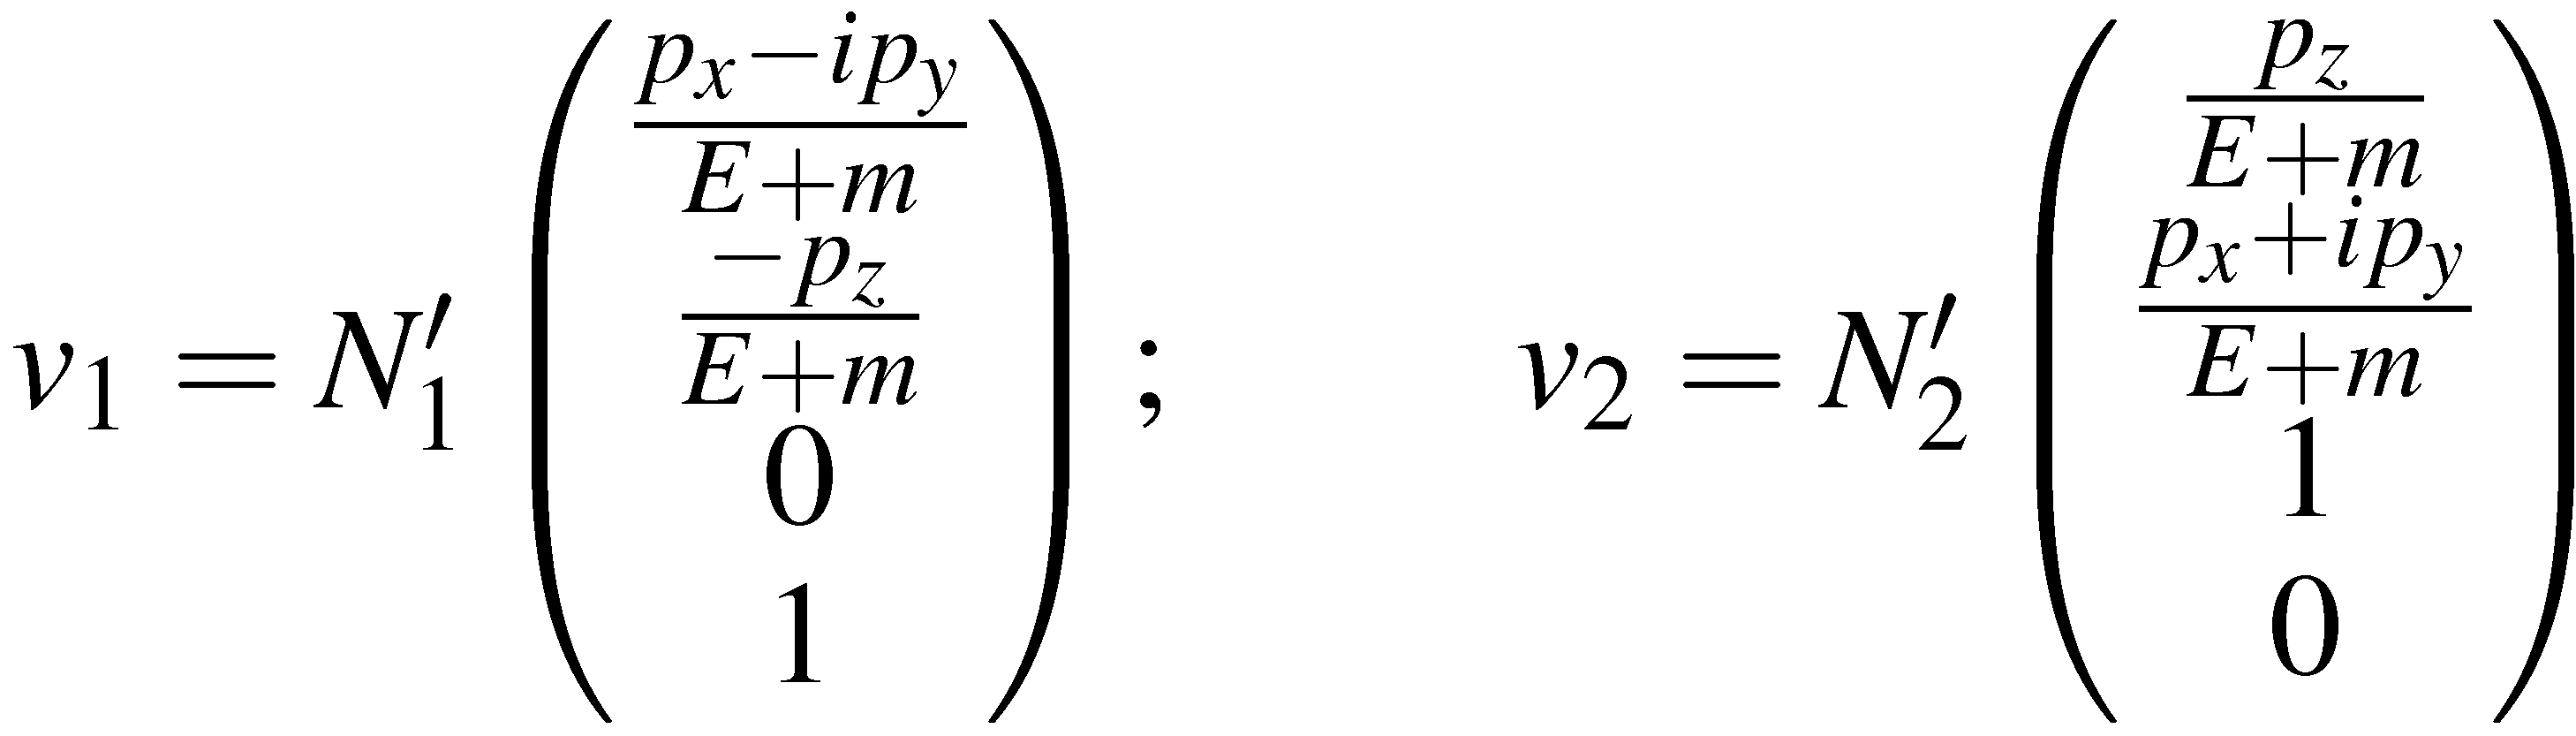 $v_1 = N'_1 \begin{pmatrix} \frac{p_x - i p_y}{E+m} \\ \frac{-p_z}{E+m} \\ 0 \\ 1 \end{pmatrix} ; \quad v_2 = N'_2 \begin{pmatrix} \frac{p_z}{E+m} \\ \frac{p_x + i p_y}{E+m} \\ 1 \\ 0 \end{pmatrix}$